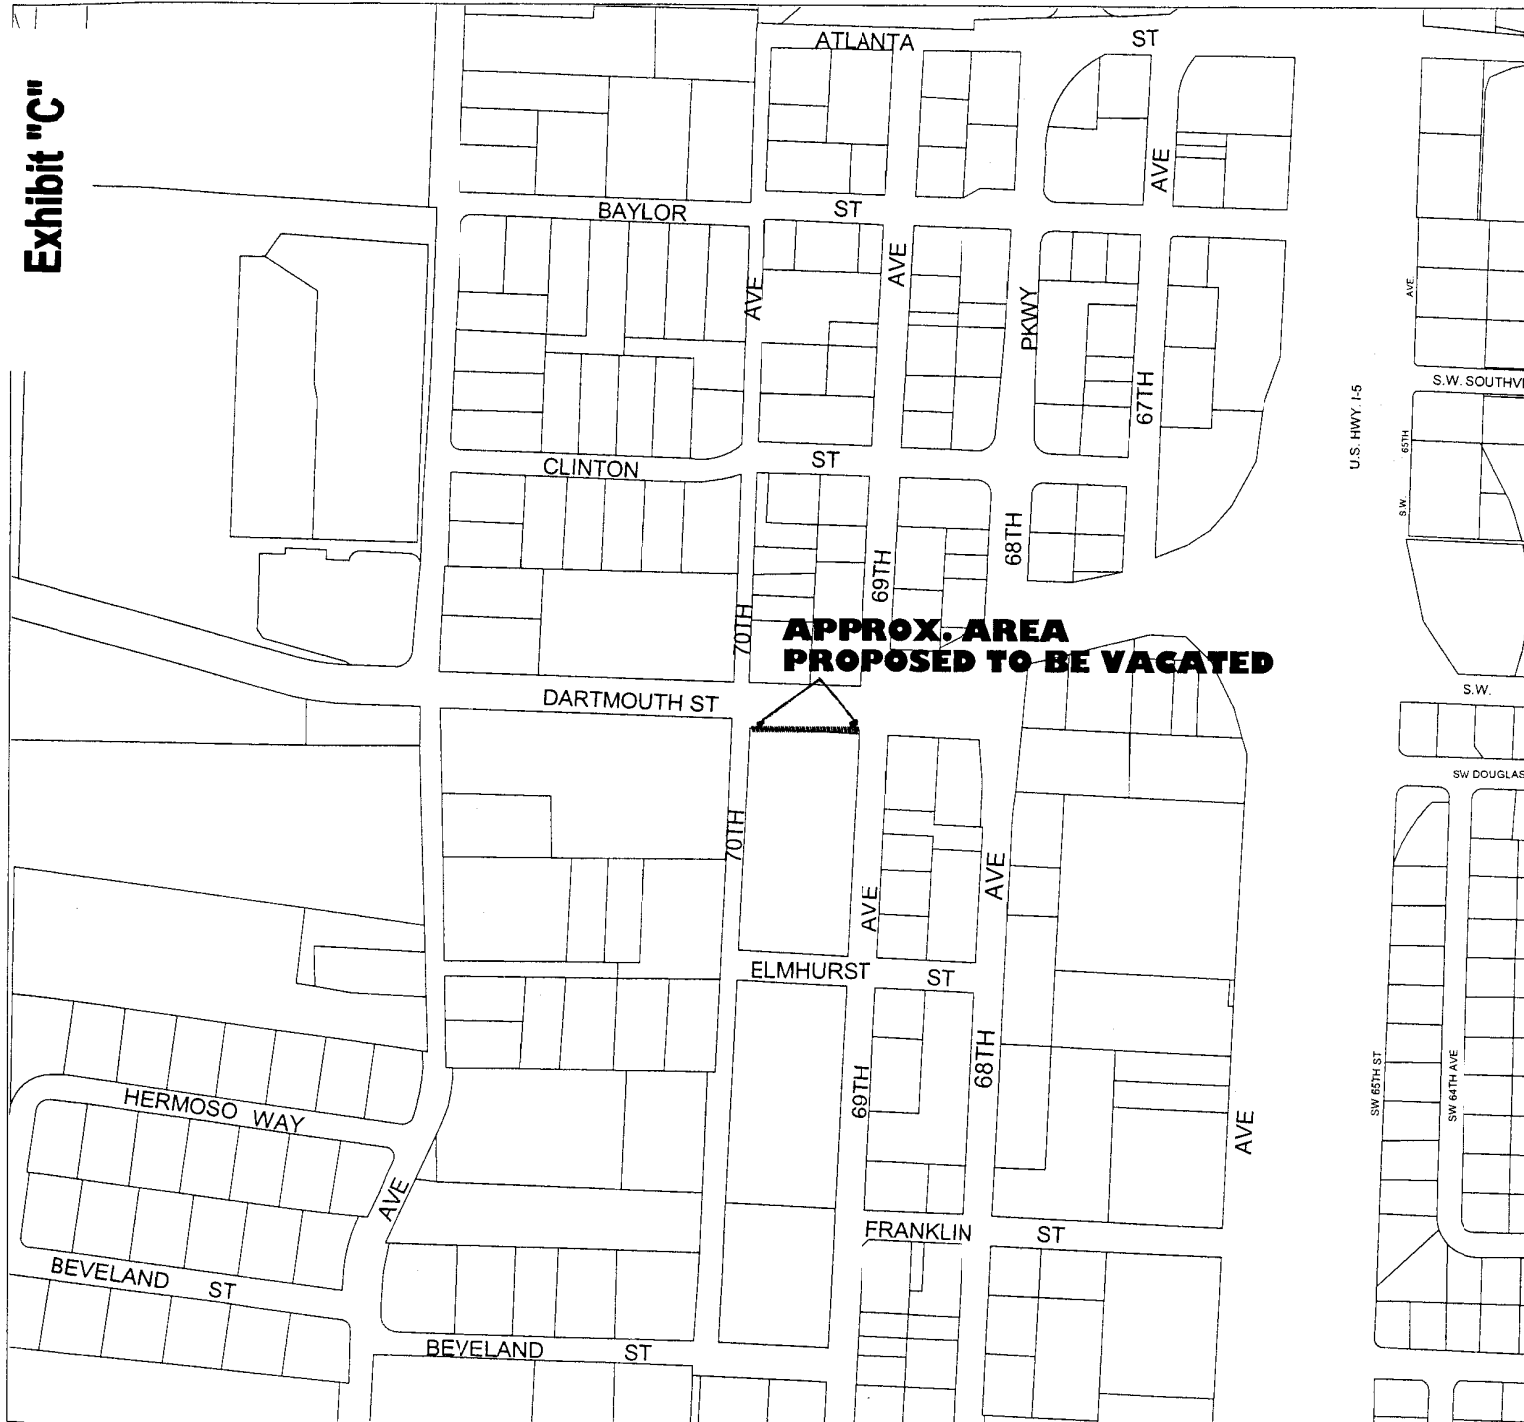 Exhibit "C"
ATLANTA ST
AVE
BAYLOR ST
AVE
AVE
PKWY
67TH
U.S. HWY. I-5
AVE.
S.W. SOUTHVI
65TH
S.W.
CLINTON ST
68TH
69TH
70TH
APPROX. AREA
PROPOSED TO BE VACATED
DARTMOUTH ST
S.W.
SW DOUGLAS
70TH
AVE
AVE
ELMHURST ST
68TH
69TH
SW 65TH ST
SW 64TH AVE
HERMOSO WAY
AVE
AVE
FRANKLIN ST
BEVELAND ST
BEVELAND ST